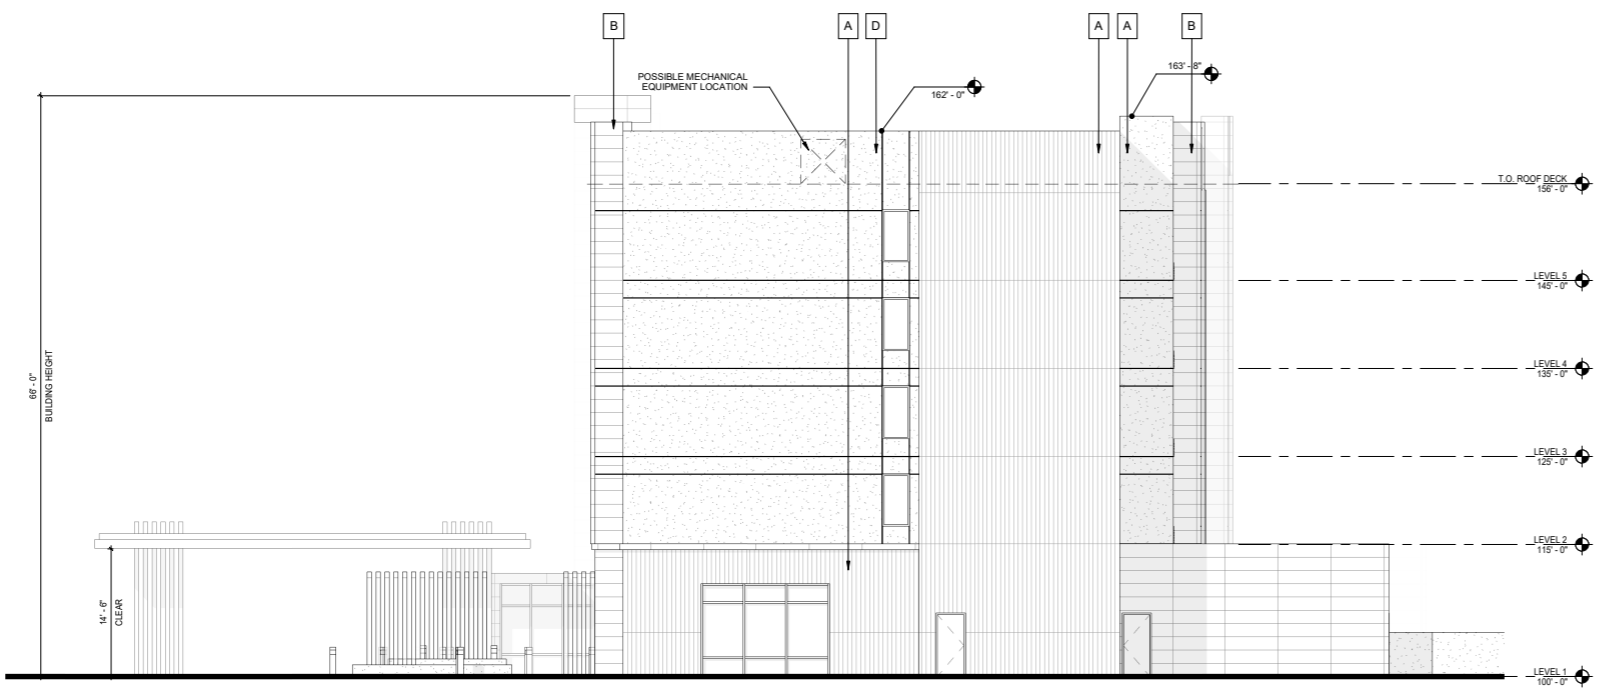 B
A
D
A
A
B
POSSIBLE MECHANICAL
EQUIPMENT LOCATION
162' - 0"
163' - 8"
T.O. ROOF DECK
156' - 0"
LEVEL 5
145' - 0"
LEVEL 4
135' - 0"
66' - 0"
BUILDING HEIGHT
LEVEL 3
125' - 0"
LEVEL 2
115' - 0"
14' - 6"
CLEAR
LEVEL 1
100' - 0"